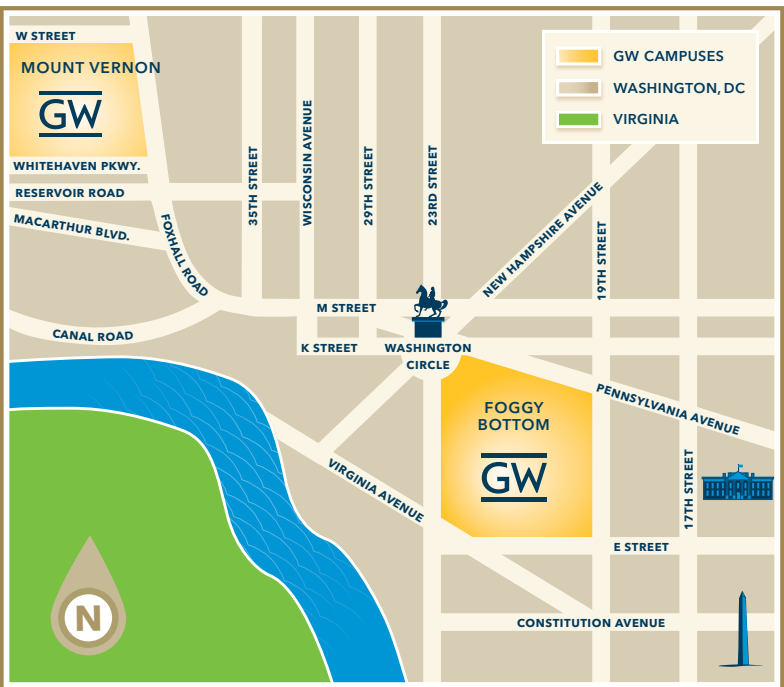 W STREET
MOUNT VERNON
GW
WHITEHAVEN PKWY.
RESERVOIR ROAD
MACARTHUR BLVD.
FOXHALL ROAD
CANAL ROAD
35TH STREET
WISCONSIN AVENUE
29TH STREET
23RD STREET
GW CAMPUSES
WASHINGTON, DC
VIRGINIA
NEW HAMPSHIRE AVENUE
19TH STREET
M STREET
K STREET
WASHINGTON
CIRCLE
PENNSYLVANIA AVENUE
FOGGY
BOTTOM
GW
VIRGINIA AVENUE
17TH STREET
E STREET
CONSTITUTION AVENUE
N